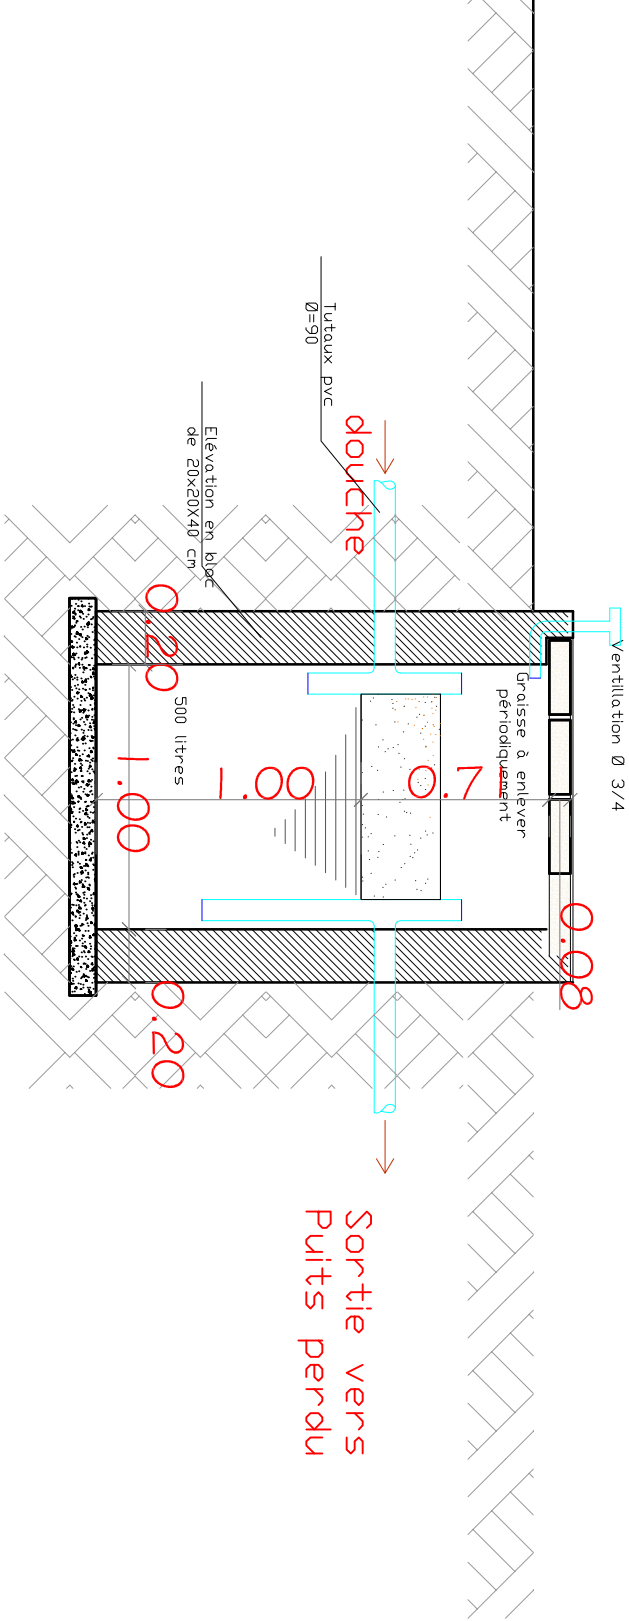 Ventillation Ø 3/4
Graisse à enlever
périodiquement
0.08
0.7
1.00
douche
Tutaux pvc
Ø=90
Elévation en bloc
de 20x20X40 cm
500 litres
0.20
1.00
0.20
Sortie vers
Puits perdu